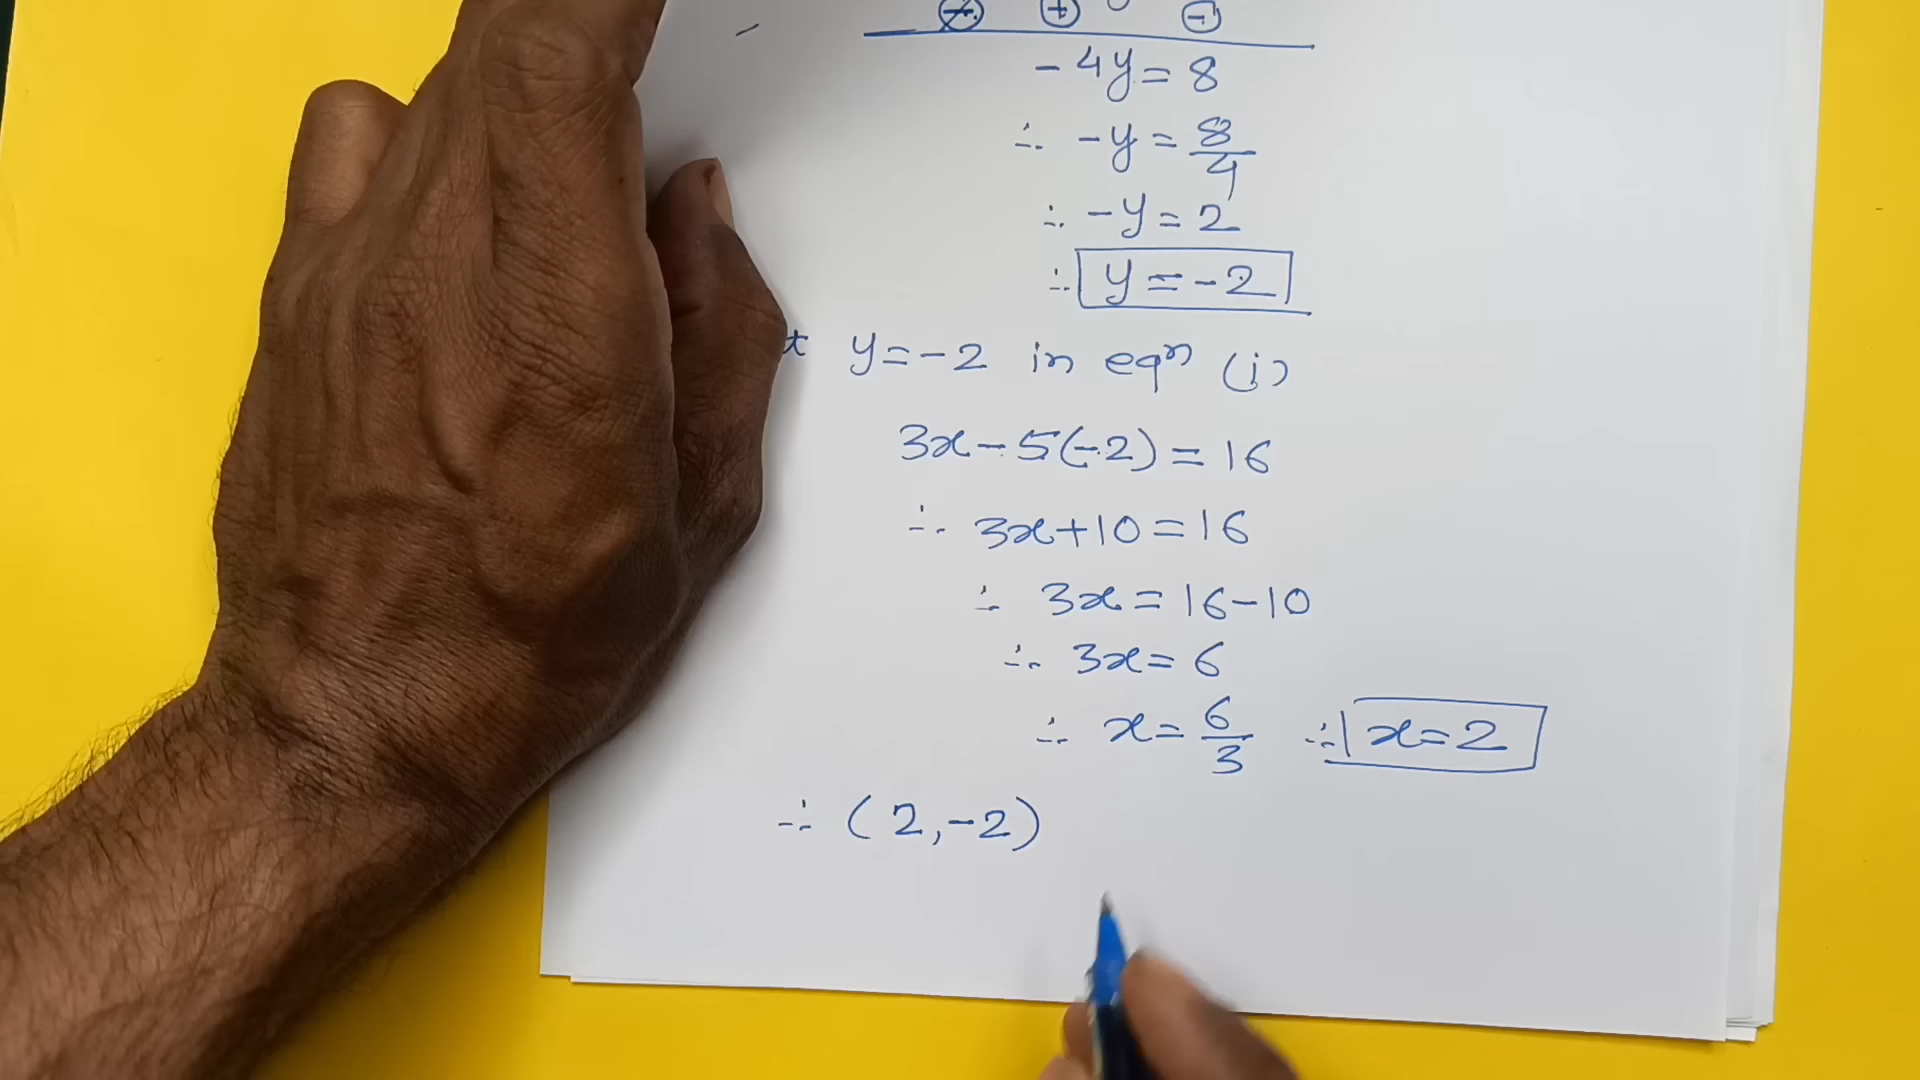 - 4y = 8
∴ -y = 8/4
∴ -y = 2
∴ y = -2
y = -2 in eqⁿ (i)
3x - 5(-2) = 16
∴ 3x + 10 = 16
∴ 3x = 16 - 10
∴ 3x = 6
∴ x = 6/3 ∴ x = 2
∴ (2, -2)